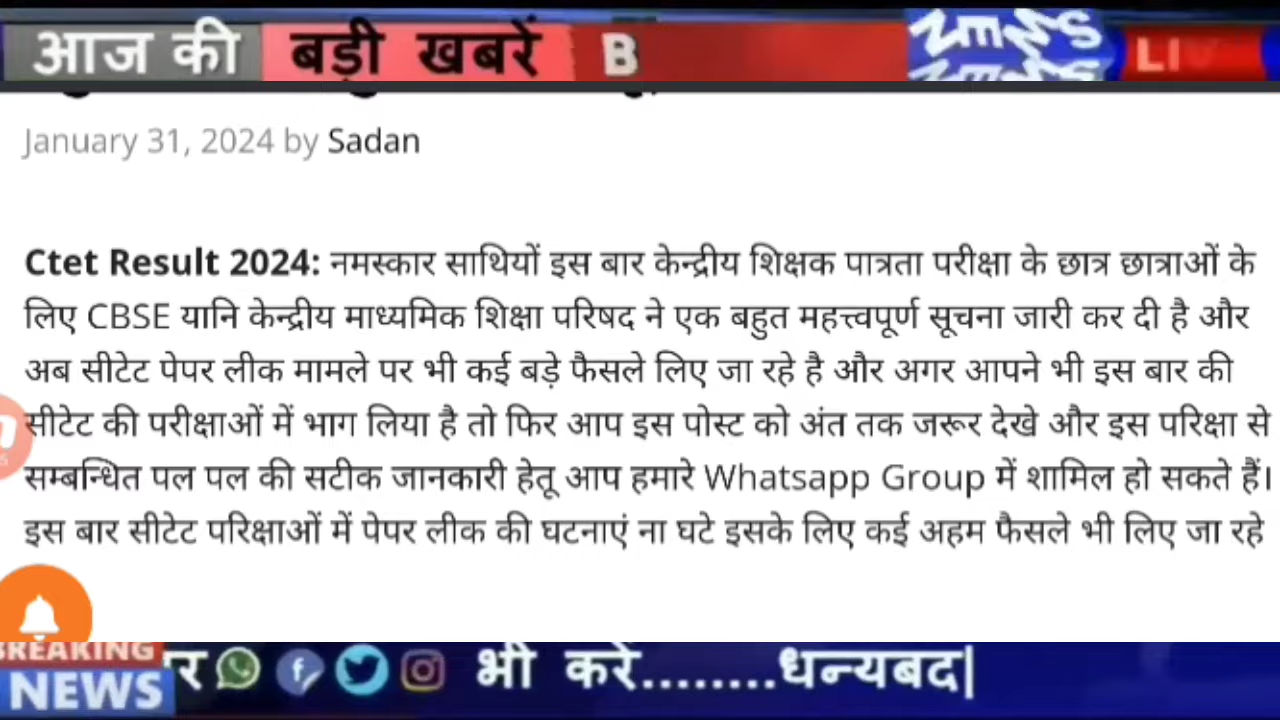 आज की बड़ी खबरें B LI
January 31, 2024 by Sadan
Ctet Result 2024: नमस्कार साथियों इस बार केन्द्रीय शिक्षक पात्रता परीक्षा के छात्र छात्राओं के
लिए CBSE यानि केन्द्रीय माध्यमिक शिक्षा परिषद ने एक बहुत महत्त्वपूर्ण सूचना जारी कर दी है और
अब सीटेट पेपर लीक मामले पर भी कई बड़े फैसले लिए जा रहे है और अगर आपने भी इस बार की
सीटेट की परीक्षाओं में भाग लिया है तो फिर आप इस पोस्ट को अंत तक जरूर देखे और इस परिक्षा से
सम्बन्धित पल पल की सटीक जानकारी हेतू आप हमारे Whatsapp Group में शामिल हो सकते हैं।
इस बार सीटेट परिक्षाओं में पेपर लीक की घटनाएं ना घटे इसके लिए कई अहम फैसले भी लिए जा रहे
BREAKING
NEWS भी करें........धन्यबद|